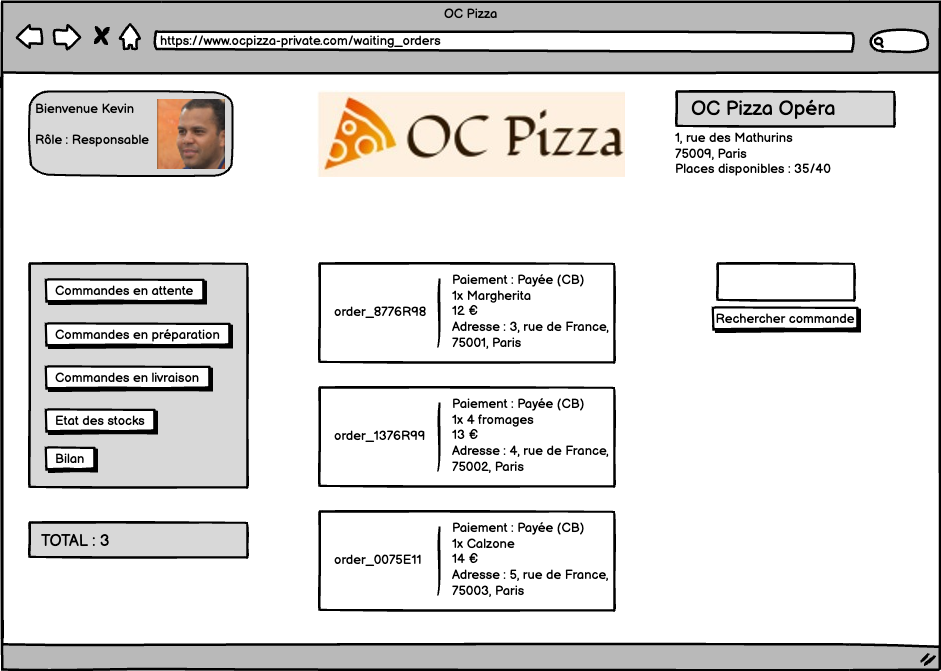 OC Pizza
https://www.ocpizza-private.com/waiting_orders
Bienvenue Kevin
Rôle : Responsable
OC Pizza
OC Pizza Opéra
1, rue des Mathurins
75009, Paris
Places disponibles : 35/40
Commandes en attente
Commandes en préparation
Commandes en livraison
Etat des stocks
Bilan
TOTAL : 3
order_8776R98
Paiement : Payée (CB)
1x Margherita
12 €
Adresse : 3, rue de France,
75001, Paris
order_1376R99
Paiement : Payée (CB)
1x 4 fromages
13 €
Adresse : 4, rue de France,
75002, Paris
order_0075E11
Paiement : Payée (CB)
1x Calzone
14 €
Adresse : 5, rue de France,
75003, Paris
Rechercher commande